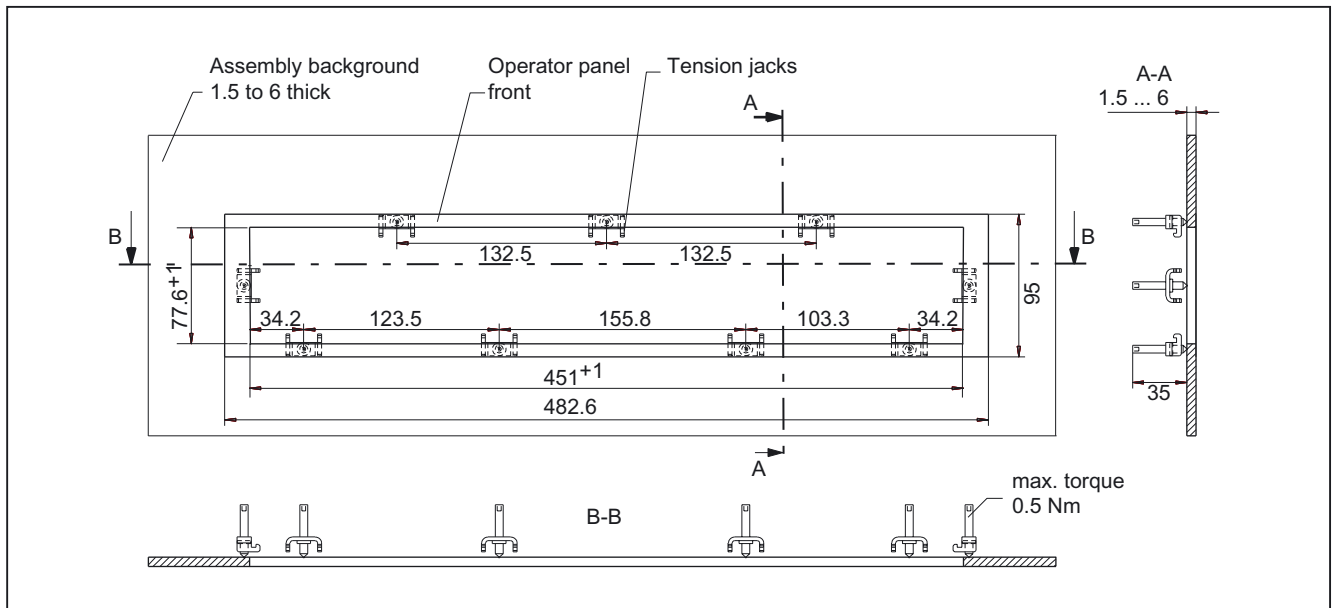 Assembly background
1.5 to 6 thick
Operator panel
front
Tension jacks
A
A-A
1.5 ... 6
B
B
132.5
132.5
77.6+1
95
34.2
123.5
155.8
103.3
34.2
451+1
482.6
35
A
B-B
max. torque
0.5 Nm